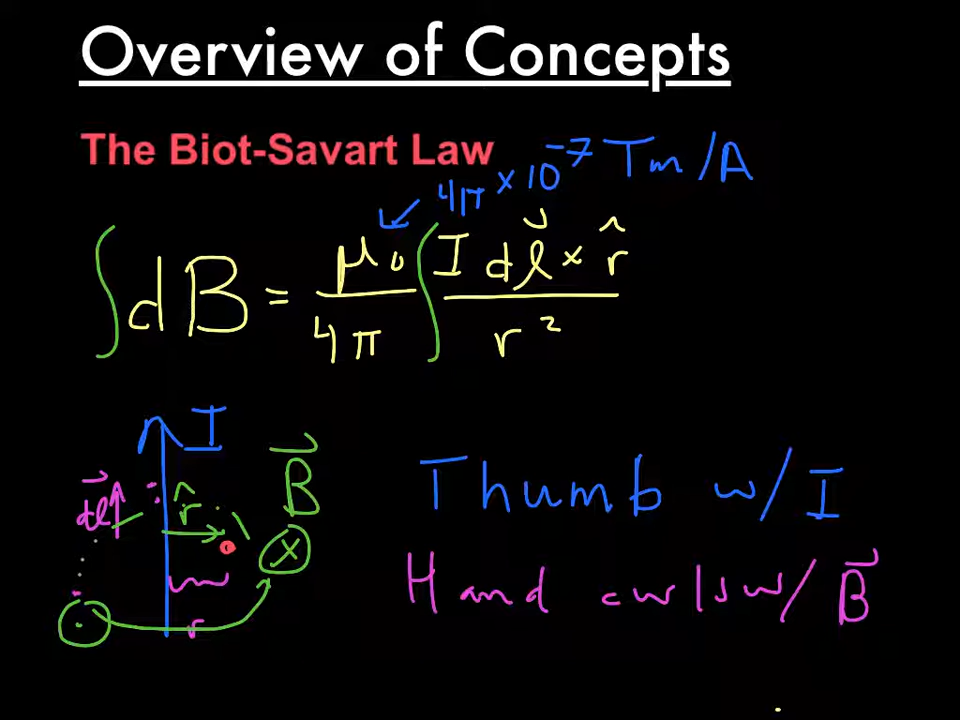 Overview of Concepts
The Biot-Savart Law
4π × 10⁻⁷ Tm/A
∫dB = μ₀/4π ∫ I dl⃗ × r̂ / r²
I
B⃗
dl⃗
r̂
X
r
Thumb w/ I
Hand curls w/ B⃗